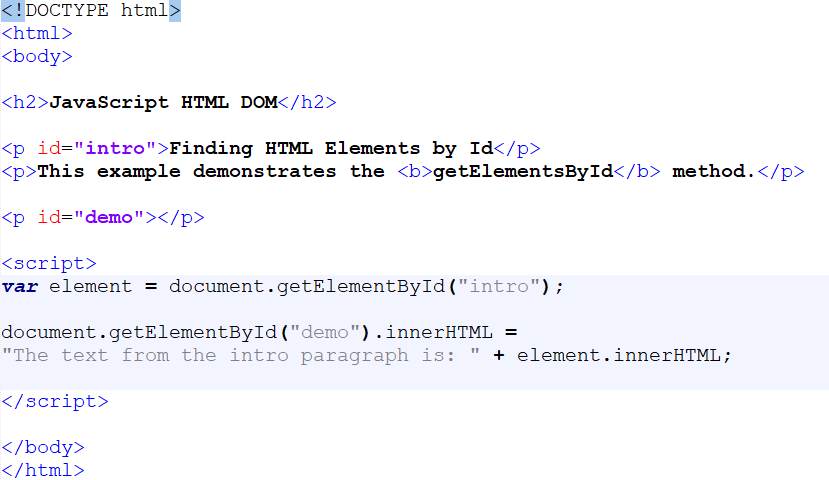 <!DOCTYPE html>
<html>
<body>
<h2>JavaScript HTML DOM</h2>
<p id="intro">Finding HTML Elements by Id</p>
<p>This example demonstrates the <b>getElementsById</b> method.</p>
<p id="demo"></p>
<script>
var element = document.getElementById("intro");
document.getElementById("demo").innerHTML =
"The text from the intro paragraph is: " + element.innerHTML;
</script>
</body>
</html>